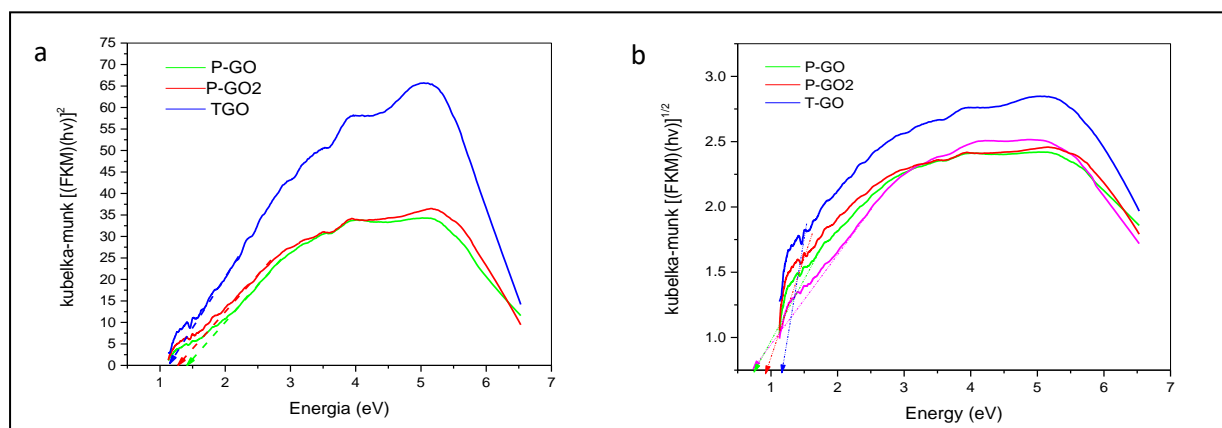 a
kubelka-munk [(FKM)(hv)]²
75
70
65
60
55
50
45
40
35
30
25
20
15
10
5
0
P-GO
P-GO2
TGO
1 2 3 4 5 6 7
Energia (eV)
b
kubelka-munk [(FKM)(hv)]^1/2
3.0
2.5
2.0
1.5
1.0
P-GO
P-GO2
T-GO
1 2 3 4 5 6 7
Energy (eV)